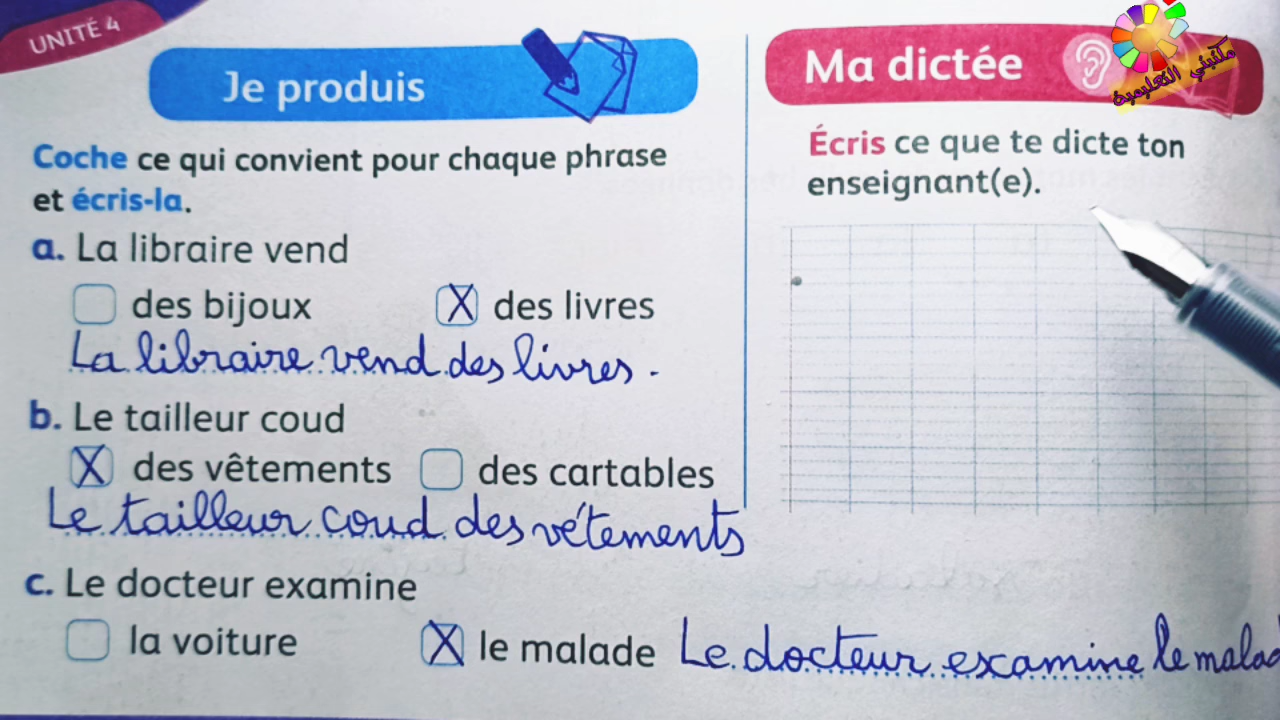 UNITÉ 4
Je produis
Coche ce qui convient pour chaque phrase
et écris-la.
a. La libraire vend
des bijoux X des livres
La libraire vend des livres.
b. Le tailleur coud
X des vêtements des cartables
Le tailleur coud des vétements
c. Le docteur examine
la voiture X le malade Le docteur examine le malad
Ma dictée
مكتبتي التعليمية
Écris ce que te dicte ton
enseignant(e).